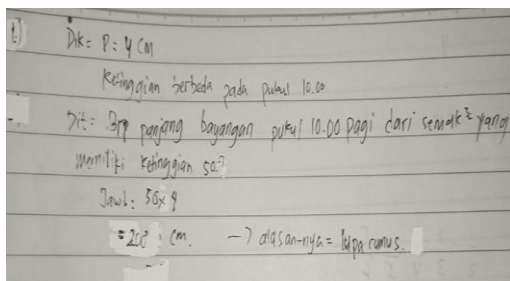 1.) Dik = P = 4 cm
Ketinggian berbeda pada pukul 10.00
Dit = Brp panjang bayangan pukul 10.00 pagi dari semak² yang
memiliki ketinggian 50.?
Jawb: 50x4
= 200 cm. → alasan-nya = lupa rumus.